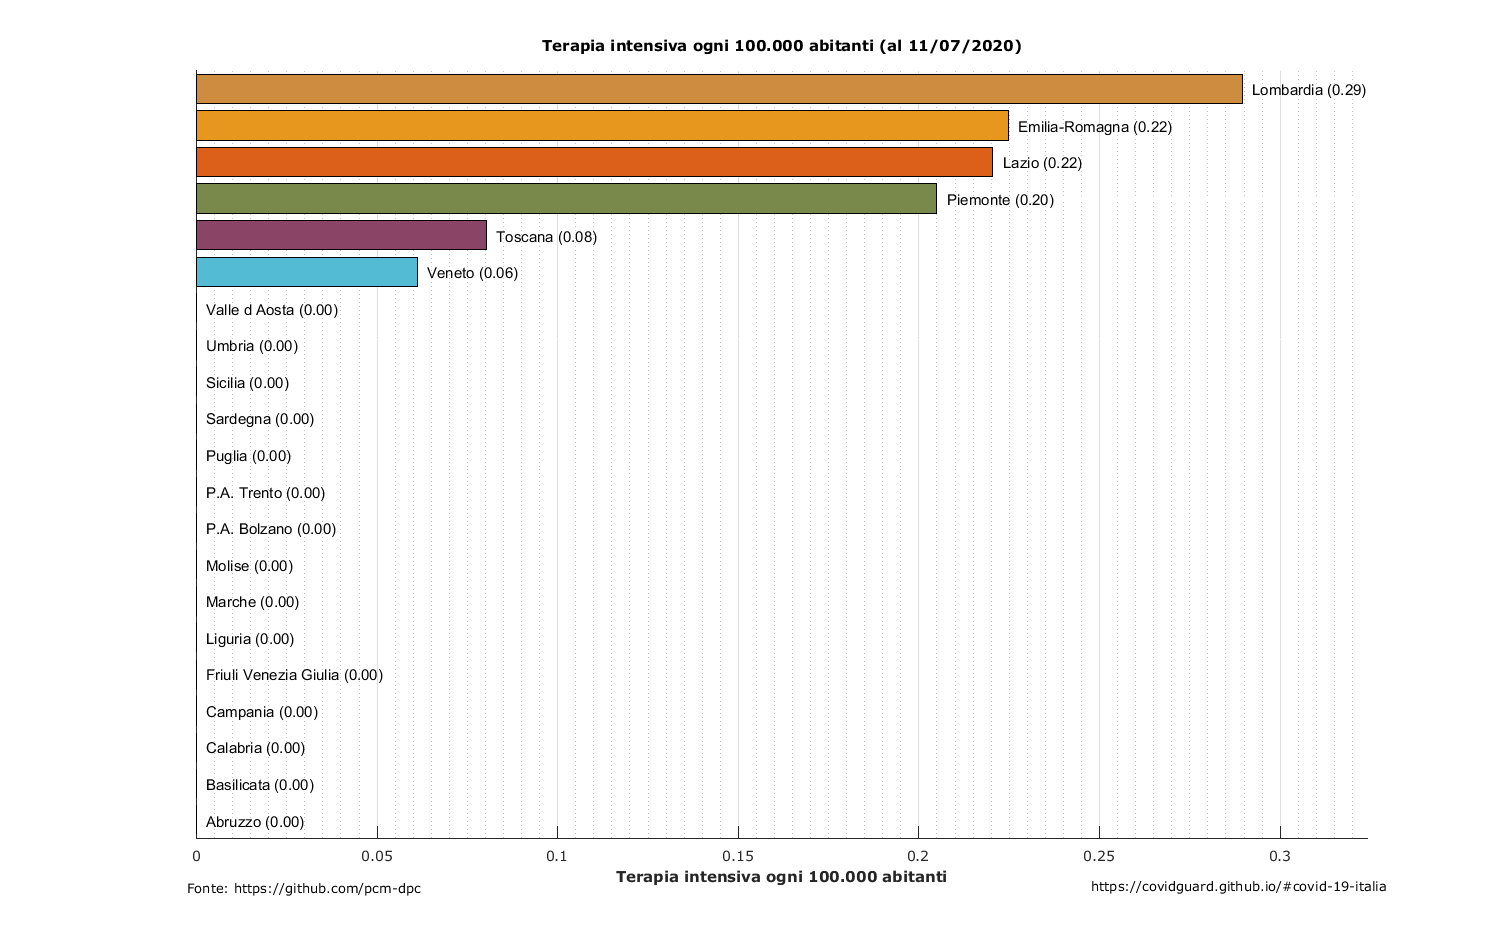 Terapia intensiva ogni 100.000 abitanti (al 11/07/2020)
Lombardia (0.29)
Emilia-Romagna (0.22)
Lazio (0.22)
Piemonte (0.20)
Toscana (0.08)
Veneto (0.06)
Valle d Aosta (0.00)
Umbria (0.00)
Sicilia (0.00)
Sardegna (0.00)
Puglia (0.00)
P.A. Trento (0.00)
P.A. Bolzano (0.00)
Molise (0.00)
Marche (0.00)
Liguria (0.00)
Friuli Venezia Giulia (0.00)
Campania (0.00)
Calabria (0.00)
Basilicata (0.00)
Abruzzo (0.00)
0 0.05 0.1 0.15 0.2 0.25 0.3
Terapia intensiva ogni 100.000 abitanti
Fonte: https://github.com/pcm-dpc
https://covidguard.github.io/#covid-19-italia